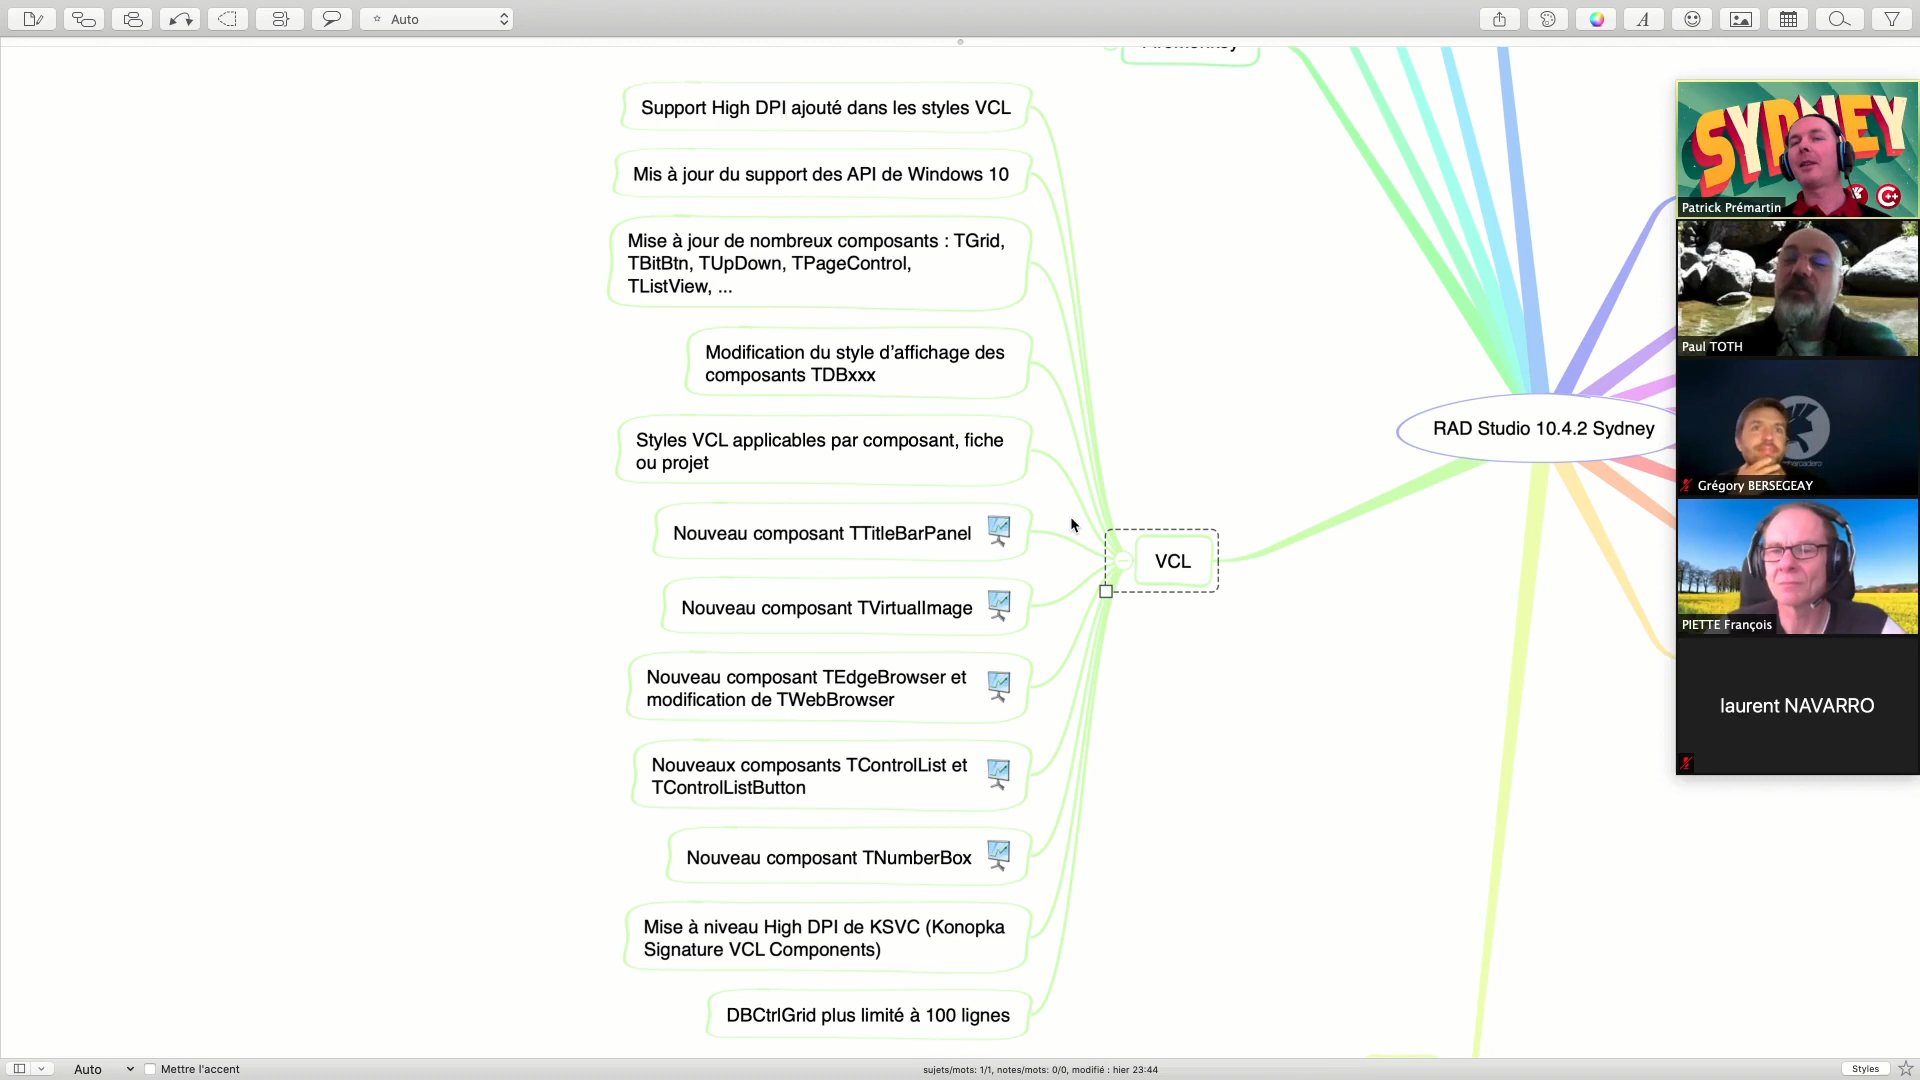 Auto
Support High DPI ajouté dans les styles VCL
Mis à jour du support des API de Windows 10
Mise à jour de nombreux composants : TGrid,
TBitBtn, TUpDown, TPageControl,
TListView, ...
Modification du style d’affichage des
composants TDBxxx
Styles VCL applicables par composant, fiche
ou projet
Nouveau composant TTitleBarPanel
Nouveau composant TVirtualImage
Nouveau composant TEdgeBrowser et
modification de TWebBrowser
Nouveaux composants TControlList et
TControlListButton
Nouveau composant TNumberBox
Mise à niveau High DPI de KSVC (Konopka
Signature VCL Components)
DBCtrlGrid plus limité à 100 lignes
VCL
RAD Studio 10.4.2 Sydney
SYDNEY
Patrick Prémartin
Paul TOTH
Grégory BERSEGEAY
PIETTE François
laurent NAVARRO
Auto
Mettre l'accent
sujets/mots: 1/1, notes/mots: 0/0, modifié : hier 23:44
Styles